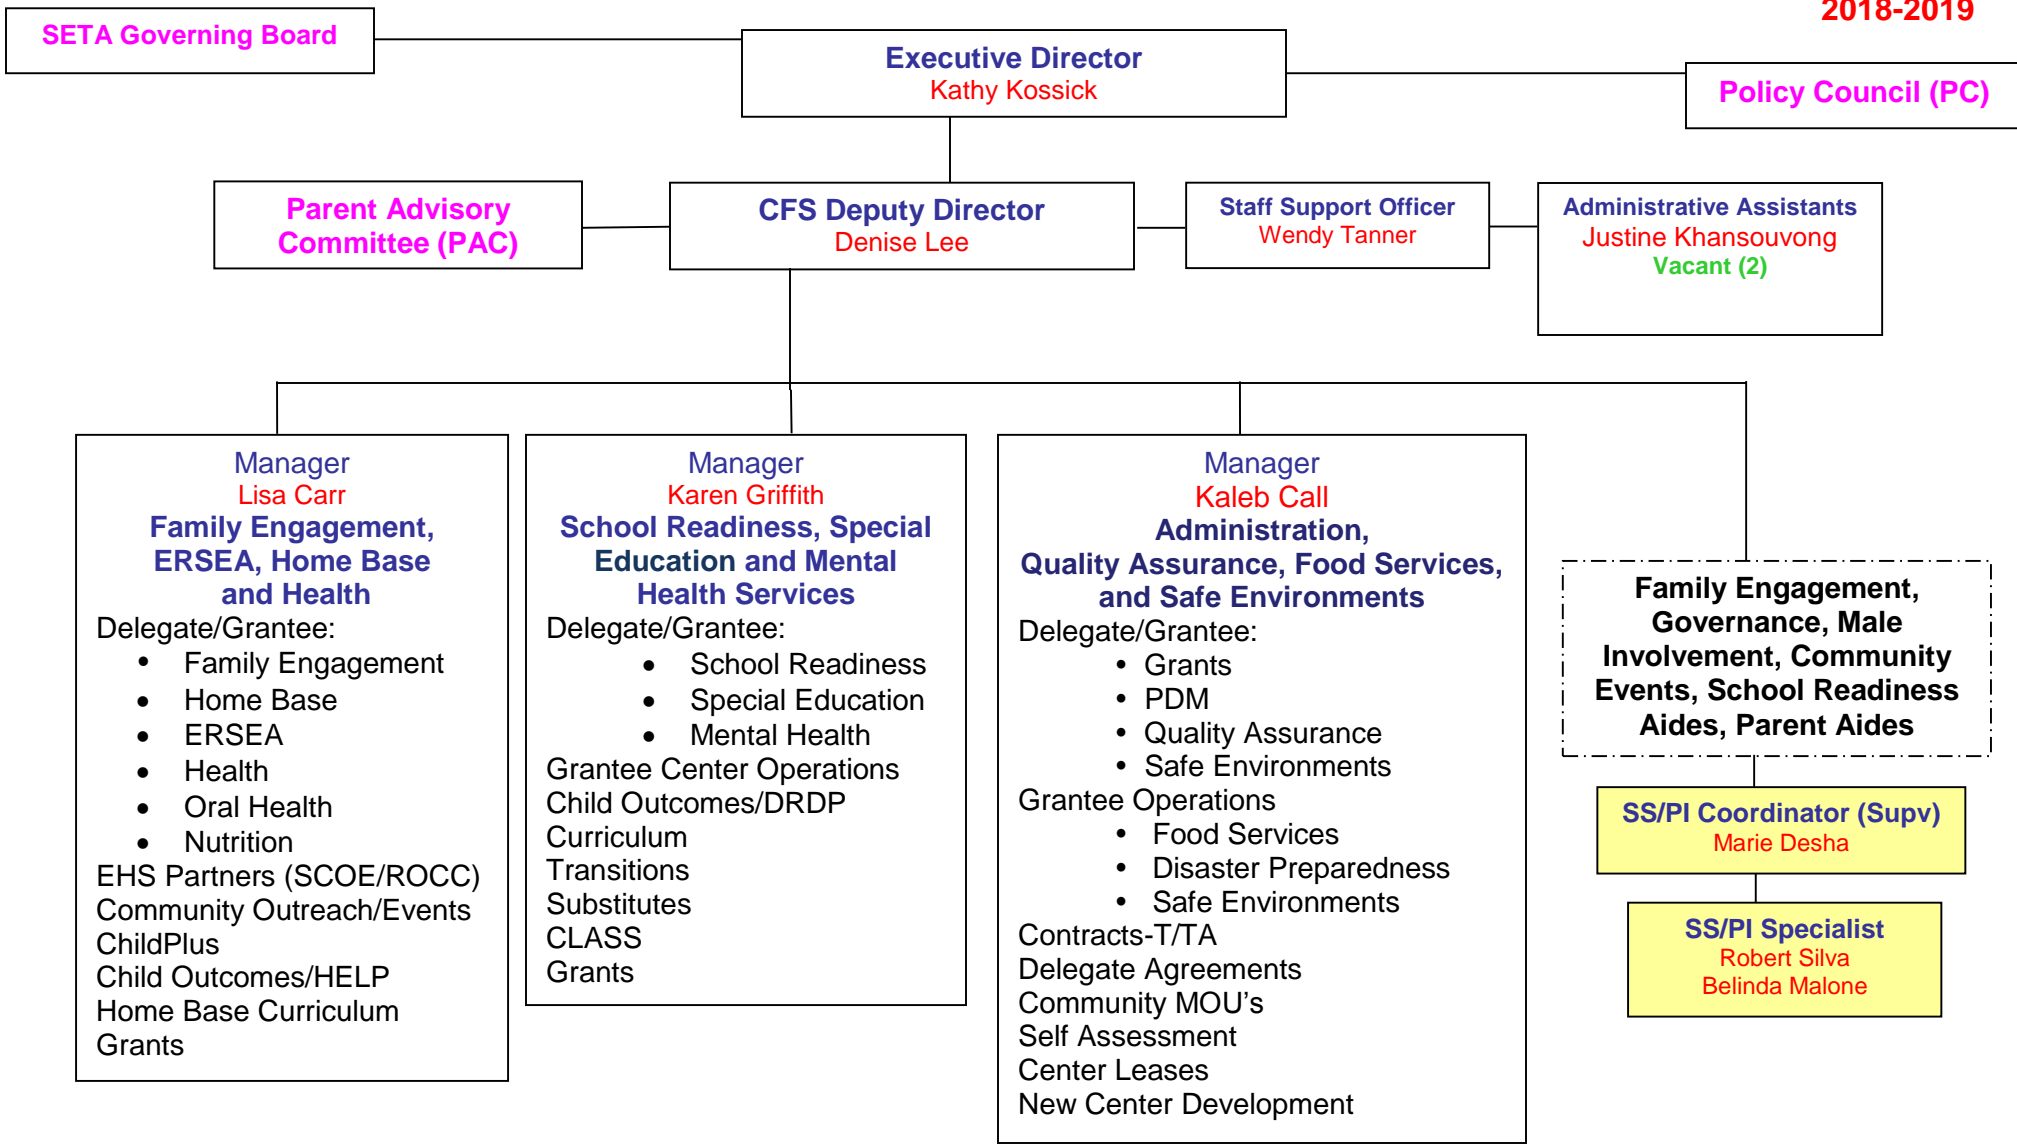 2018-2019
SETA Governing Board
Executive Director
Kathy Kossick
Policy Council (PC)
Parent Advisory
Committee (PAC)
CFS Deputy Director
Denise Lee
Staff Support Officer
Wendy Tanner
Administrative Assistants
Justine Khansouvong
Vacant (2)
Manager
Lisa Carr
Family Engagement,
ERSEA, Home Base
and Health
Delegate/Grantee:
• Family Engagement
• Home Base
• ERSEA
• Health
• Oral Health
• Nutrition
EHS Partners (SCOE/ROCC)
Community Outreach/Events
ChildPlus
Child Outcomes/HELP
Home Base Curriculum
Grants
Manager
Karen Griffith
School Readiness, Special
Education and Mental
Health Services
Delegate/Grantee:
• School Readiness
• Special Education
• Mental Health
Grantee Center Operations
Child Outcomes/DRDP
Curriculum
Transitions
Substitutes
CLASS
Grants
Manager
Kaleb Call
Administration,
Quality Assurance, Food Services,
and Safe Environments
Delegate/Grantee:
• Grants
• PDM
• Quality Assurance
• Safe Environments
Grantee Operations
• Food Services
• Disaster Preparedness
• Safe Environments
Contracts-T/TA
Delegate Agreements
Community MOU's
Self Assessment
Center Leases
New Center Development
Family Engagement,
Governance, Male
Involvement, Community
Events, School Readiness
Aides, Parent Aides
SS/PI Coordinator (Supv)
Marie Desha
SS/PI Specialist
Robert Silva
Belinda Malone